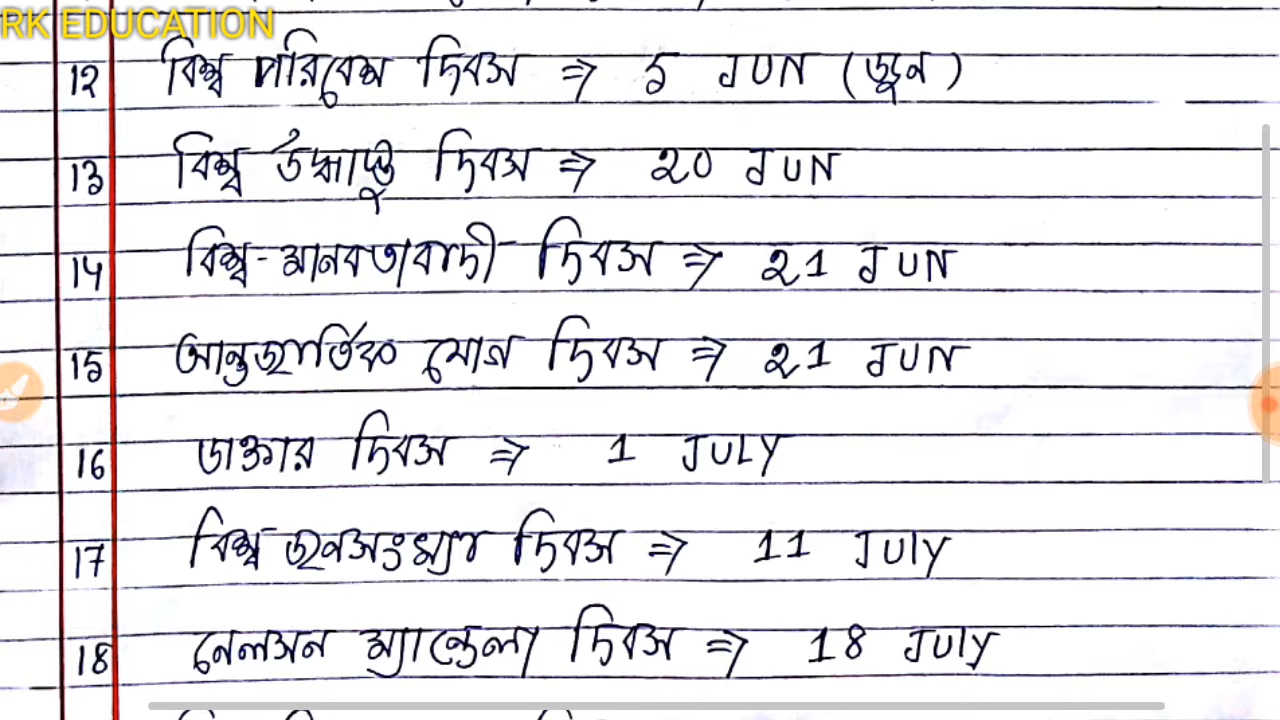 RK EDUCATION
12 বিশ্ব পরিবেশ দিবস ⇒ 5 JUN (জুন)
13 বিশ্ব উদ্বাস্তু দিবস ⇒ 20 JUN
14 বিশ্ব-মানবতাবাদী দিবস ⇒ 21 JUN
15 আন্তর্জাতিক যোগ দিবস ⇒ 21 JUN
16 ডাক্তার দিবস ⇒ 1 JULY
17 বিশ্ব জনসংখ্যা দিবস ⇒ 11 JULY
18 নেলসন ম্যান্ডেলা দিবস ⇒ 18 JULY